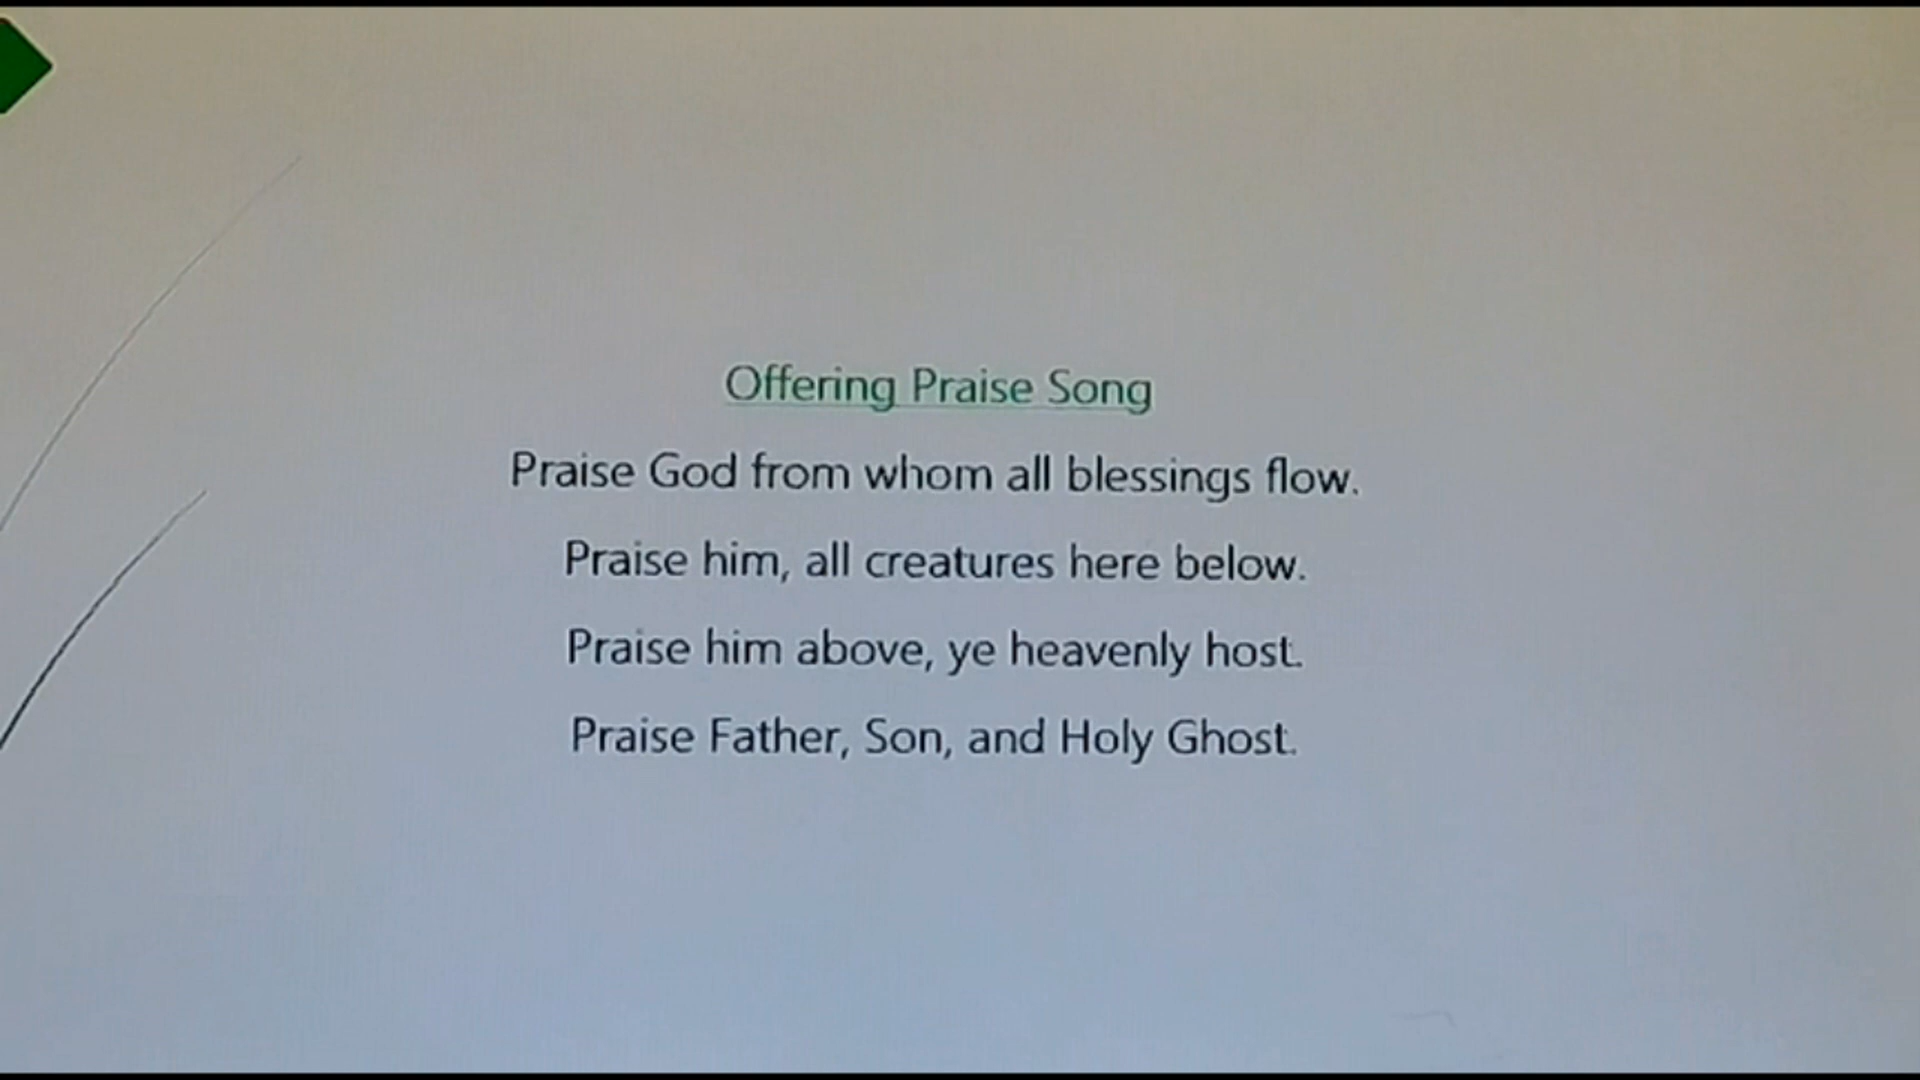 Offering Praise Song
Praise God from whom all blessings flow.
Praise him, all creatures here below.
Praise him above, ye heavenly host.
Praise Father, Son, and Holy Ghost.